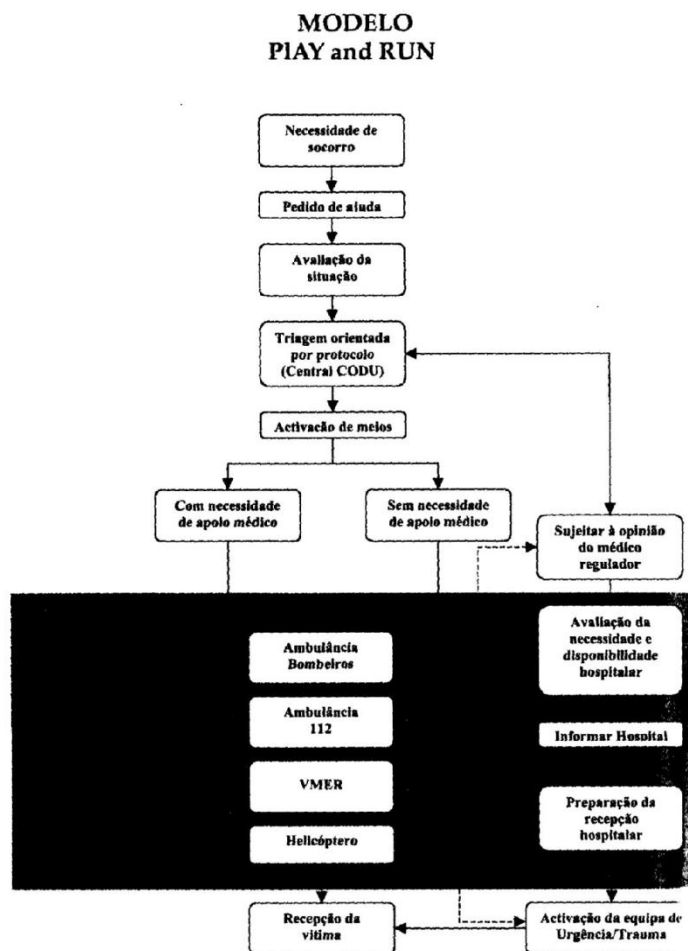 MODELO
PlAY and RUN
Necessidade de
socorro
Pedido de ajuda
Avaliação da
situação
Triagem orientada
por protocolo
(Central CODU)
Activação de meios
Com necessidade
de apoio médico
Sem necessidade
de apoio médico
Sujeitar à opinião
do médico
regulador
Ambulância
Bombeiros
Ambulância
112
VMER
Helicóptero
Avaliação da
necessidade e
disponibilidade
hospitalar
Informar Hospital
Preparação da
recepção
hospitalar
Recepção da
vítima
Activação da equipa de
Urgência/Trauma